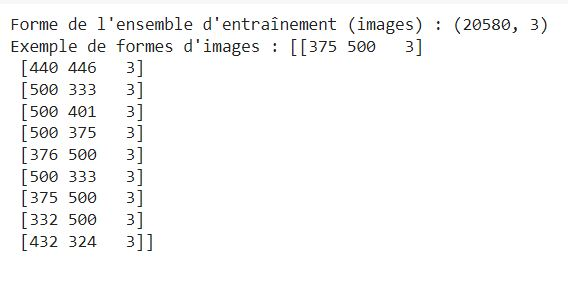 Forme de l'ensemble d'entraînement (images) : (20580, 3)
Exemple de formes d'images : [[375 500   3]
 [440 446   3]
 [500 333   3]
 [500 401   3]
 [500 375   3]
 [376 500   3]
 [500 333   3]
 [375 500   3]
 [332 500   3]
 [432 324   3]]